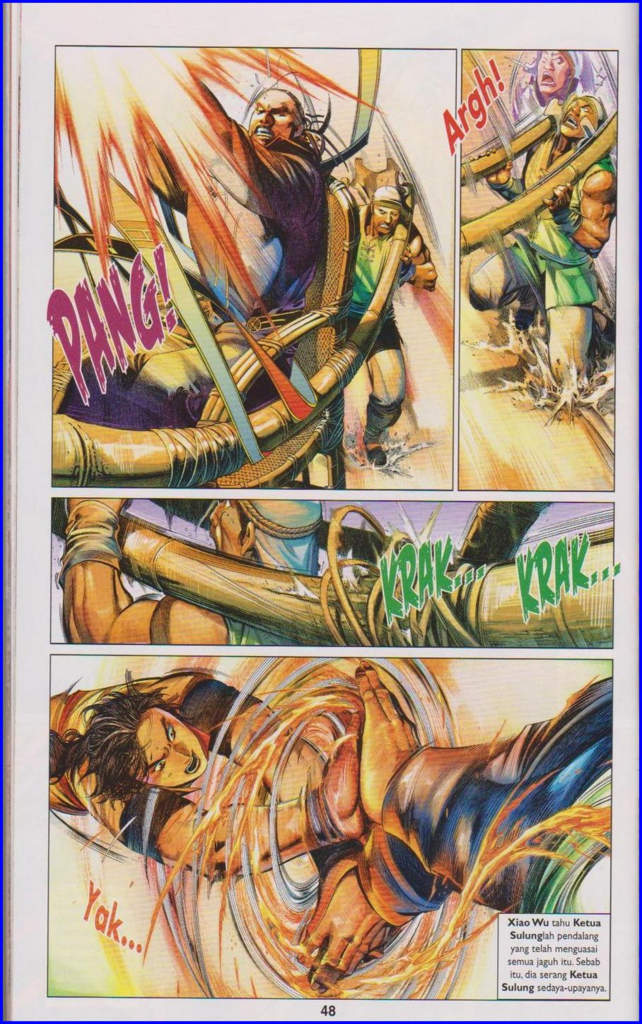 PANG!
Argh!
KRAK... KRAK...
Yak...
Xiao Wu tahu Ketua
Sulunglah pendalang
yang telah menguasai
semua jaguh itu. Sebab
itu, dia serang Ketua
Sulung sedaya-upayanya.
48